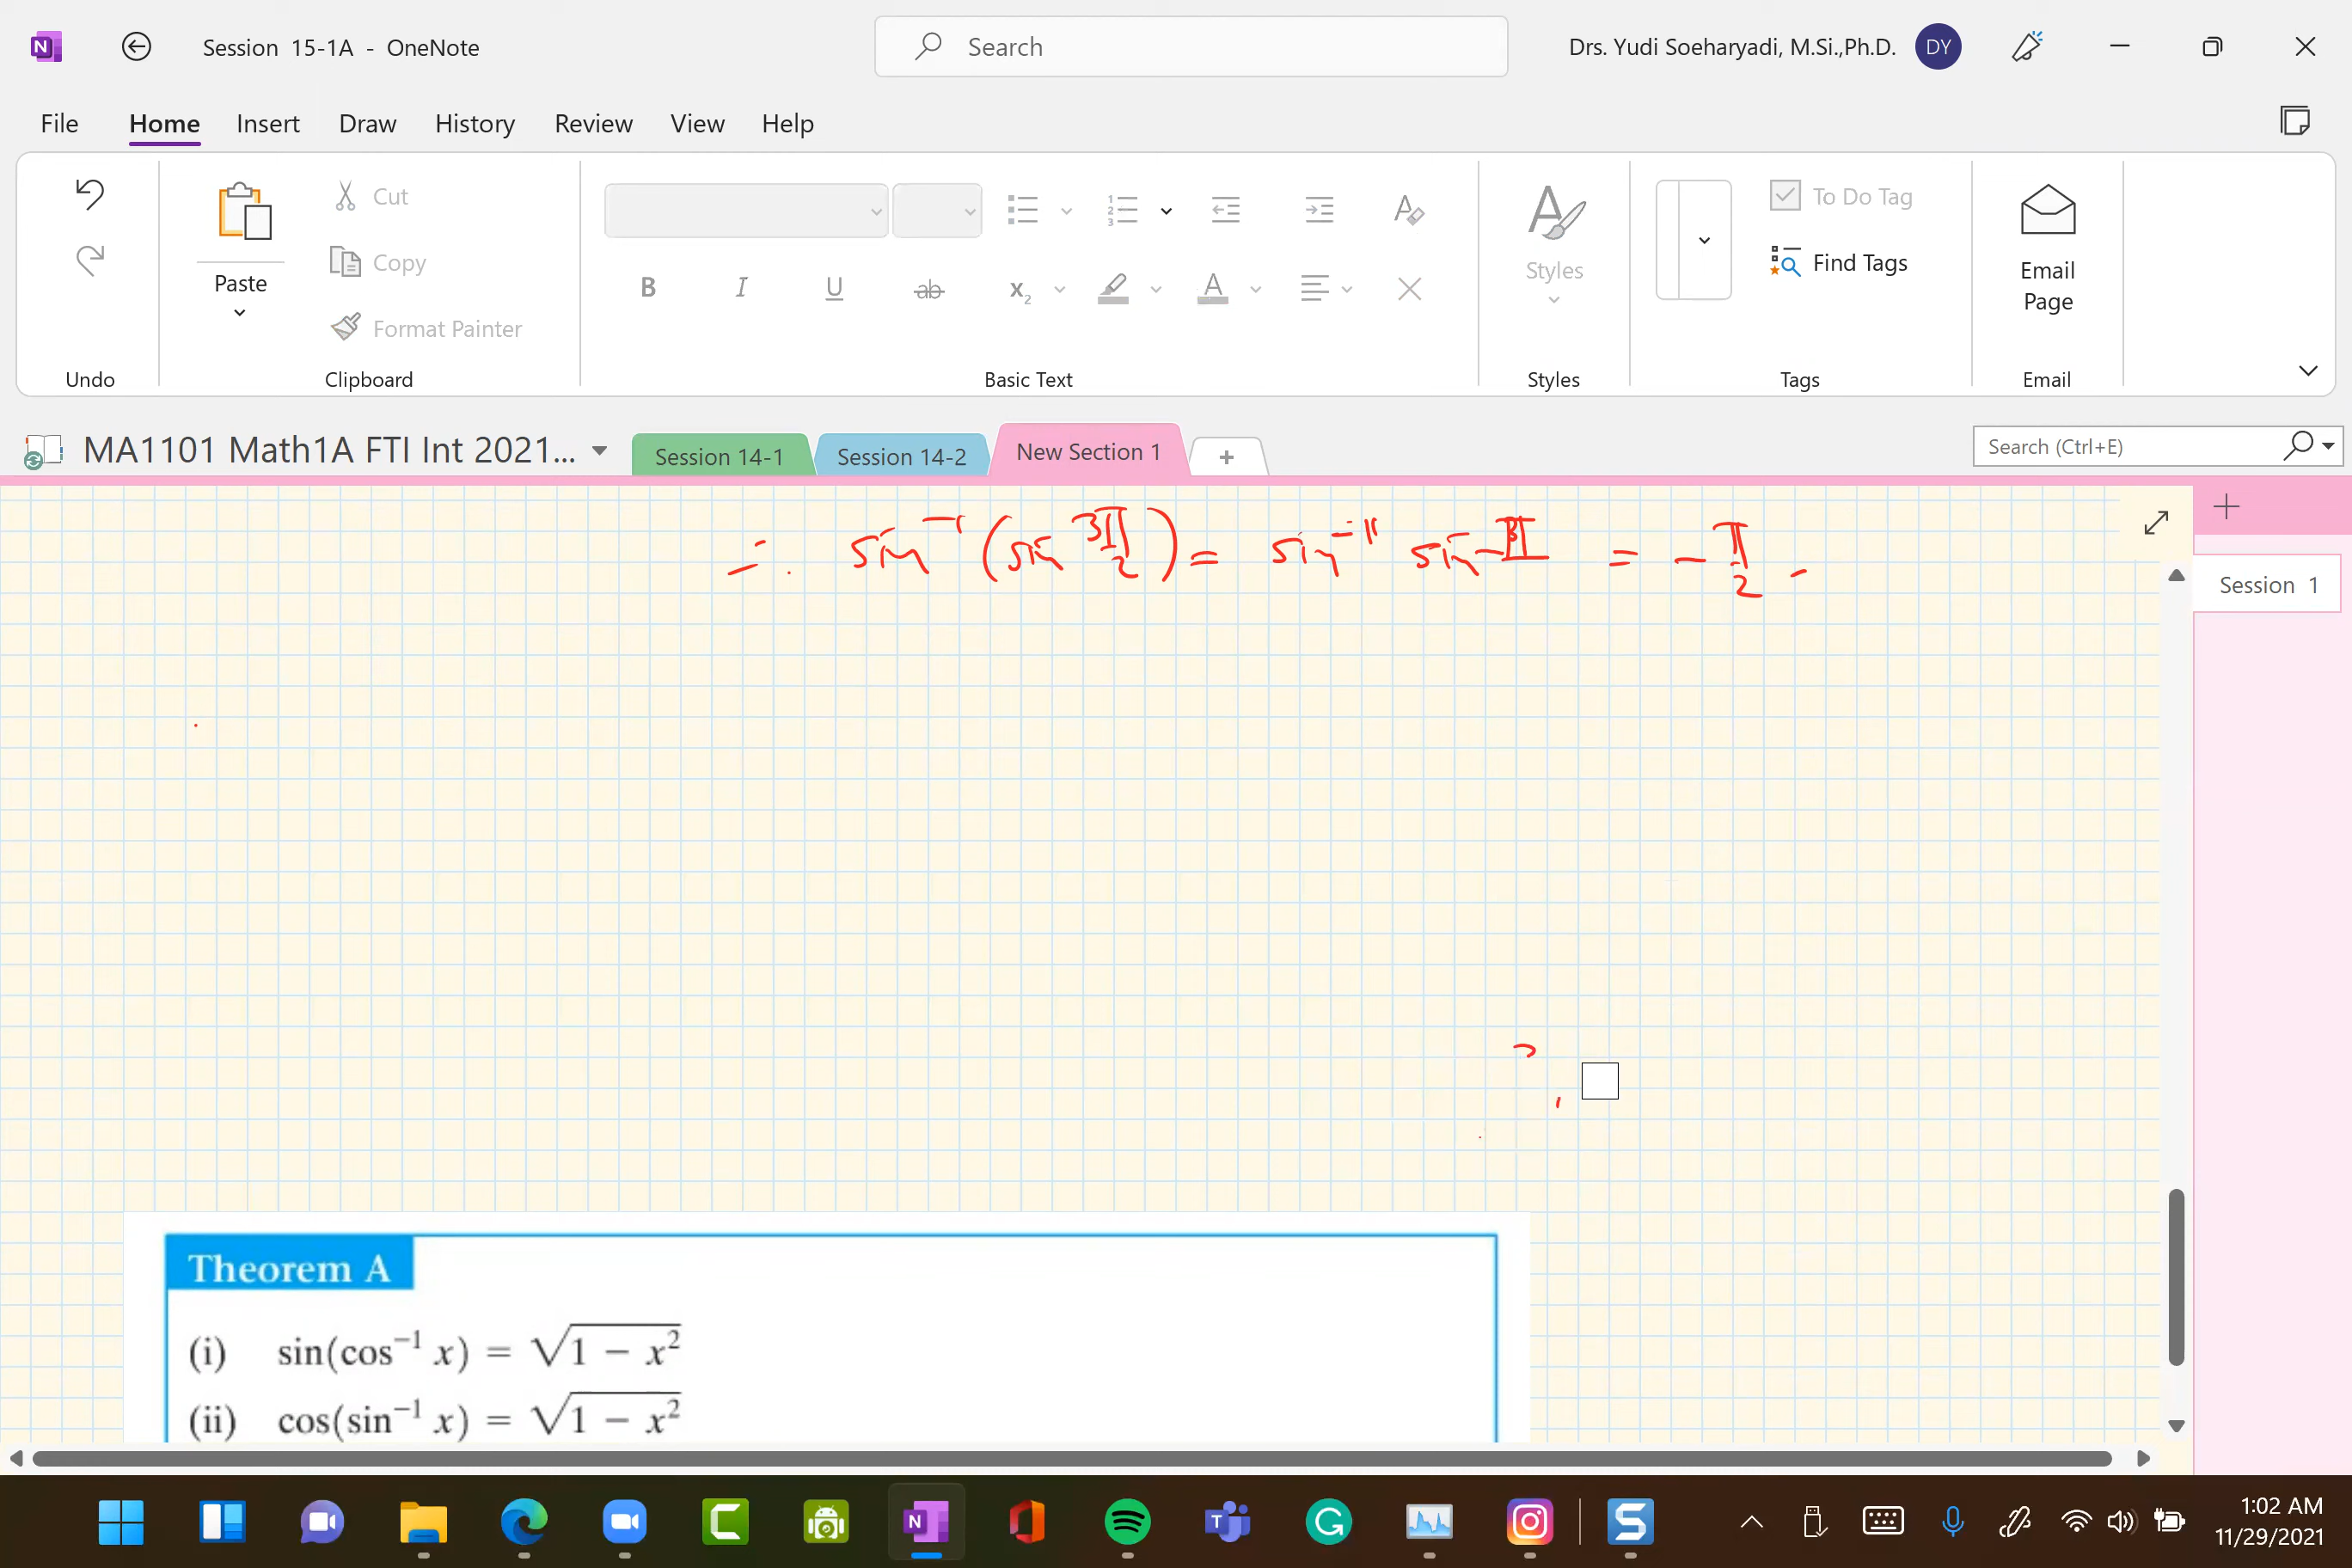 Session 15-1A - OneNote
Search
Drs. Yudi Soeharyadi, M.Si.,Ph.D.
DY
File Home Insert Draw History Review View Help
Undo
Paste
Cut
Copy
Format Painter
Clipboard
B I U ab x₂ A
Basic Text
Styles
Styles
To Do Tag
Find Tags
Tags
Email Page
Email
MA1101 Math1A FTI Int 2021...
Session 14-1
Session 14-2
New Section 1
+
Search (Ctrl+E)
Session 1
sin⁻¹(sin 3π/2) =
= -π/2
Theorem A
(i) sin(cos⁻¹ x) = √(1 − x²)
(ii) cos(sin⁻¹ x) = √(1 − x²)
1:02 AM
11/29/2021